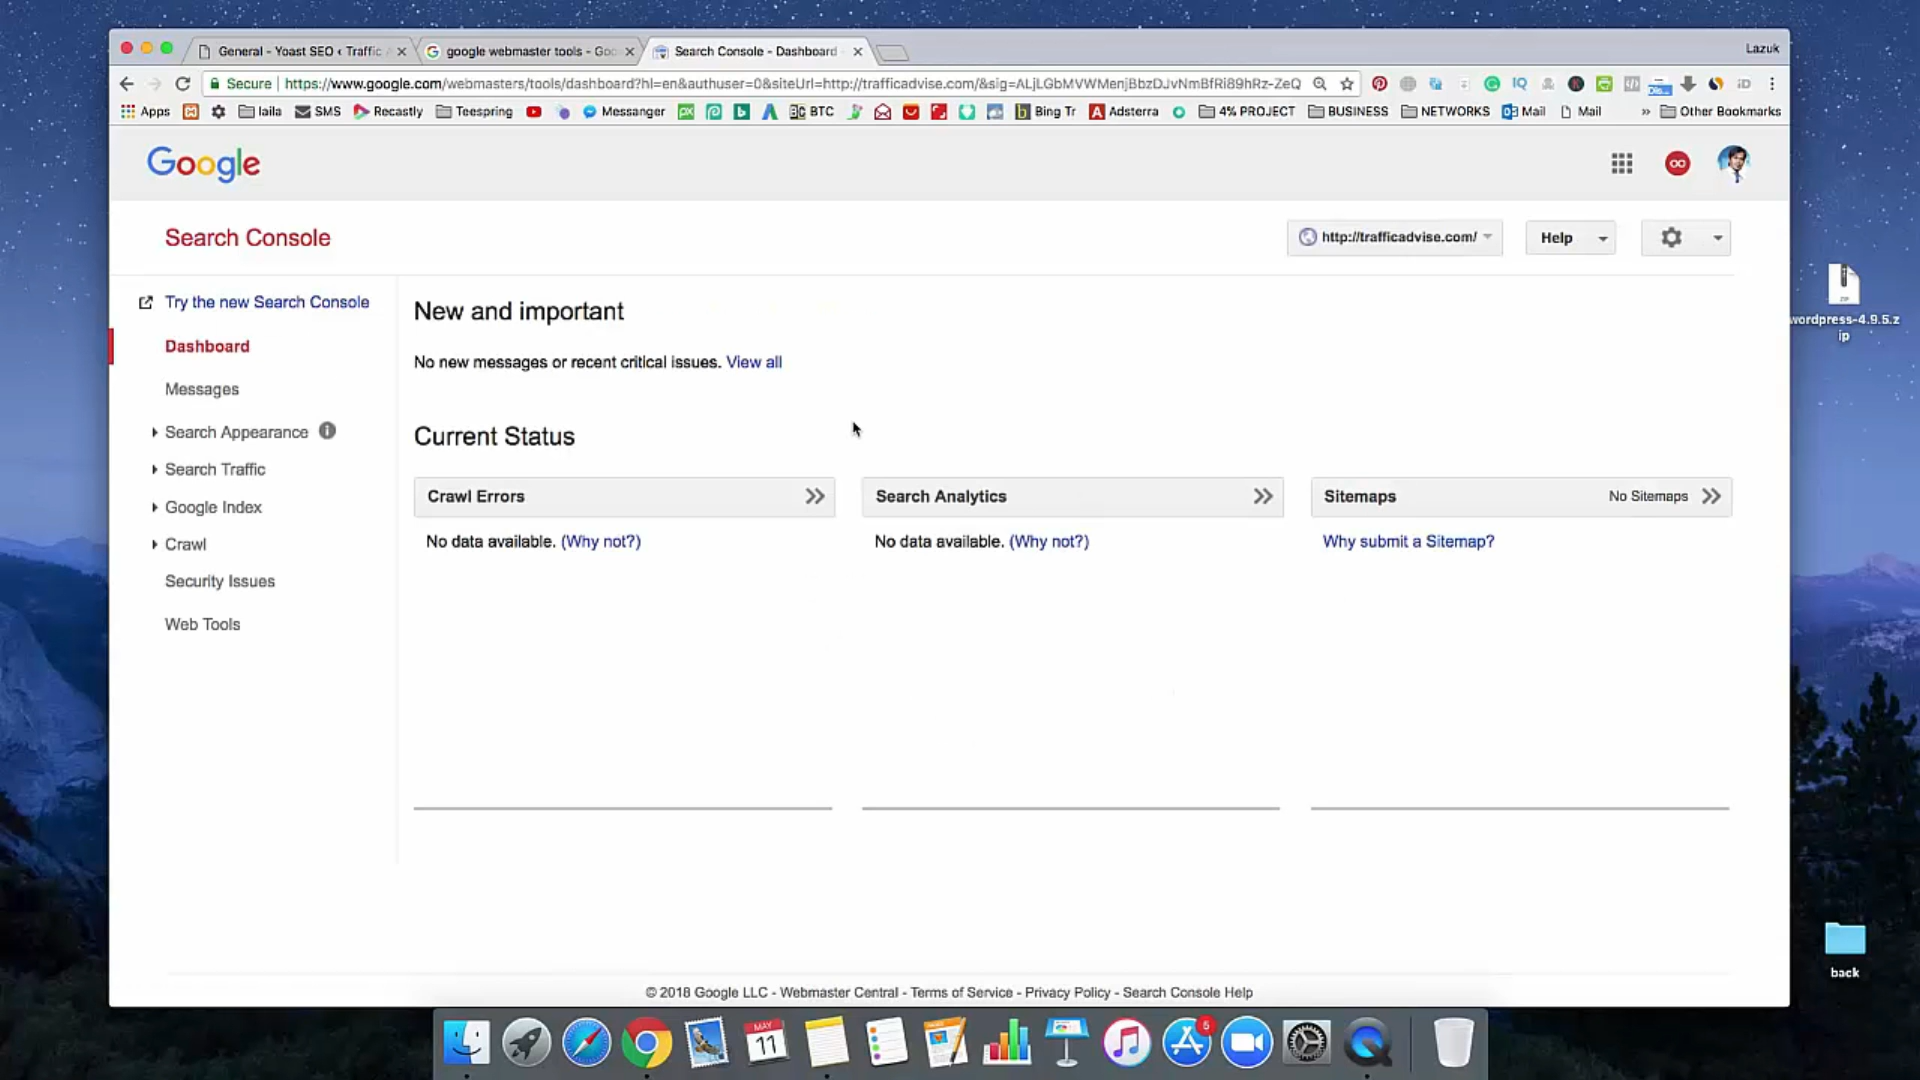 General - Yoast SEO ‹ Traffic
google webmaster tools - Goo
Search Console - Dashboard
Lazuk
Secure
https://www.google.com/webmasters/tools/dashboard?hl=en&authuser=0&siteUrl=http://trafficadvise.com/&sig=ALjLGbMVWMenjBbzDJvNmBfRi89hRz-ZeQ
Apps laila SMS Recastly Teespring Messanger BTC Bing Tr Adsterra 4% PROJECT BUSINESS NETWORKS Mail Mail » Other Bookmarks
Google
Search Console
http://trafficadvise.com/
Help
Try the new Search Console
Dashboard
Messages
Search Appearance
Search Traffic
Google Index
Crawl
Security Issues
Web Tools
New and important
No new messages or recent critical issues. View all
Current Status
Crawl Errors
No data available. (Why not?)
Search Analytics
No data available. (Why not?)
Sitemaps
No Sitemaps
Why submit a Sitemap?
© 2018 Google LLC - Webmaster Central - Terms of Service - Privacy Policy - Search Console Help
wordpress-4.9.5.z
ip
back
MAY
11
5